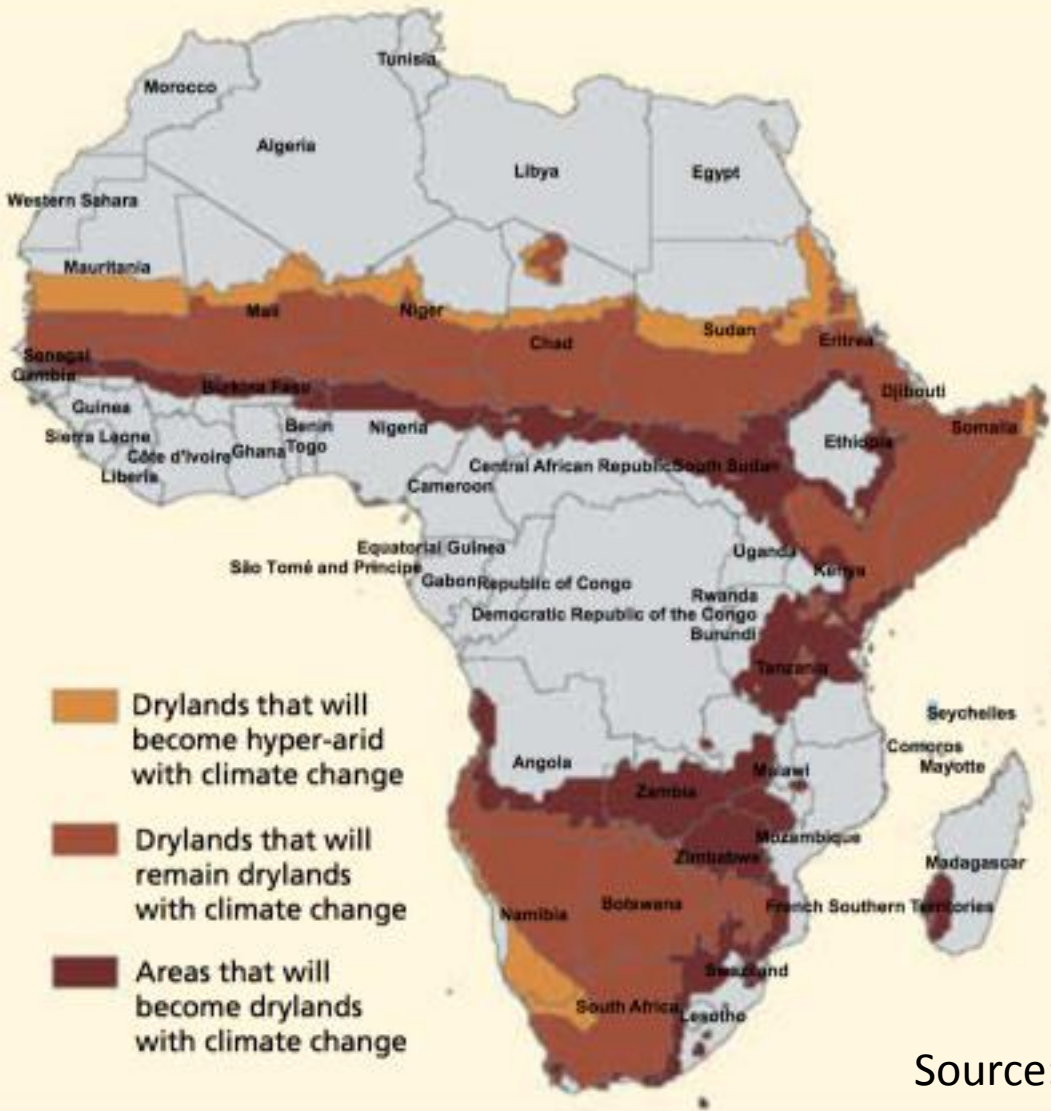 Tunisia
Morocco
Algeria
Libya
Egypt
Western Sahara
Mauritania
Mali
Niger
Chad
Sudan
Eritrea
Senegal
Gambia
Burkina Faso
Djibouti
Guinea
Benin
Nigeria
Somalia
Sierra Leone
Côte d'Ivoire
Ghana
Togo
Ethiopia
Liberia
Central African Republic
South Sudan
Cameroon
Equatorial Guinea
Uganda
São Tomé and Príncipe
Gabon
Republic of Congo
Kenya
Rwanda
Democratic Republic of the Congo
Burundi
Tanzania
Seychelles
Comoros
Mayotte
Angola
Malawi
Zambia
Mozambique
Zimbabwe
Madagascar
Namibia
Botswana
French Southern Territories
Swaziland
South Africa
Lesotho
Drylands that will
become hyper-arid
with climate change
Drylands that will
remain drylands
with climate change
Areas that will
become drylands
with climate change
Source